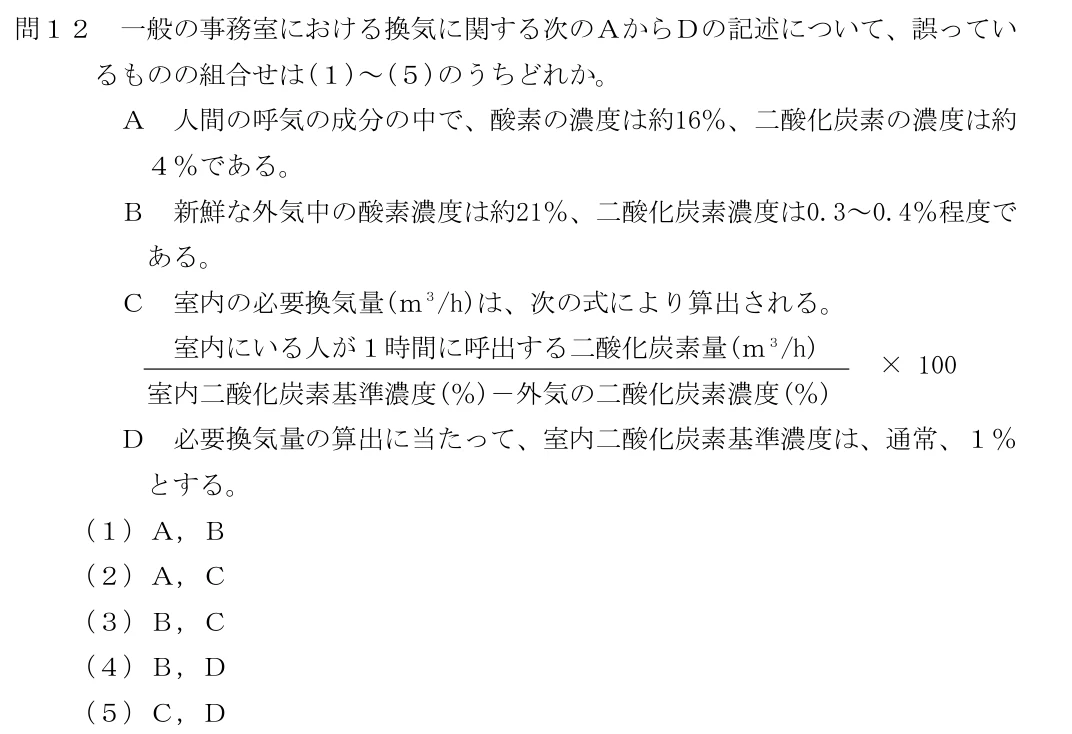 問１２　一般の事務室における換気に関する次のＡからＤの記述について、誤ってい
るものの組合せは(１)～(５)のうちどれか。
Ａ　人間の呼気の成分の中で、酸素の濃度は約16％、二酸化炭素の濃度は約
４％である。
Ｂ　新鮮な外気中の酸素濃度は約21％、二酸化炭素濃度は0.3～0.4％程度で
ある。
Ｃ　室内の必要換気量(ｍ³/h)は、次の式により算出される。
室内にいる人が１時間に呼出する二酸化炭素量(ｍ³/h)
室内二酸化炭素基準濃度(％)－外気の二酸化炭素濃度(％)　× 100
Ｄ　必要換気量の算出に当たって、室内二酸化炭素基準濃度は、通常、１％
とする。
(１) Ａ，Ｂ
(２) Ａ，Ｃ
(３) Ｂ，Ｃ
(４) Ｂ，Ｄ
(５) Ｃ，Ｄ